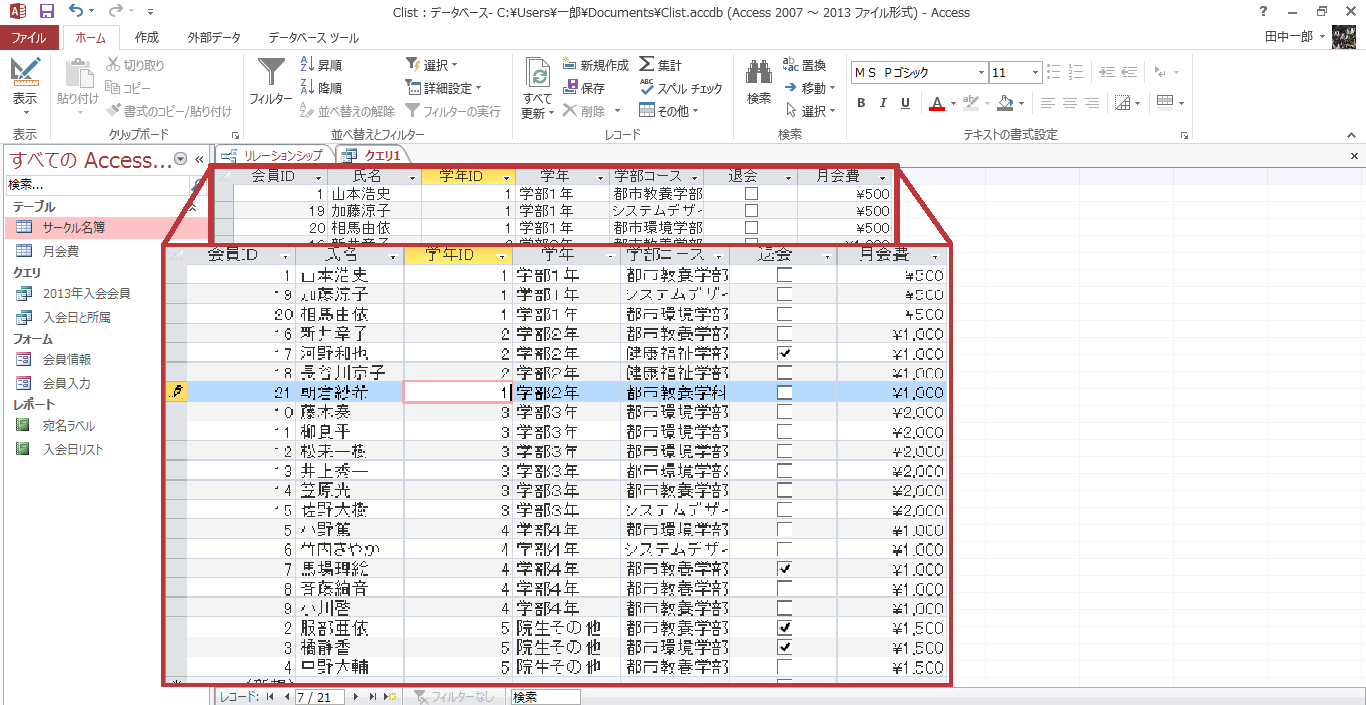 Clist : データベース- C:¥Users¥一郎¥Documents¥Clist.accdb (Access 2007 ～ 2013 ファイル形式) - Access
ファイル ホーム 作成 外部データ データベース ツール 田中一郎
表示 貼り付け 切り取り コピー 書式のコピー/貼り付け フィルター 昇順 降順 並べ替えの解除 選択 詳細設定 フィルターの実行 すべて更新 新規作成 保存 削除 集計 スペル チェック その他 検索 置換 移動 選択 ＭＳ Ｐゴシック 11 B I U A
表示 クリップボード 並べ替えとフィルター レコード 検索 テキストの書式設定
すべての Access... «
検索...
テーブル
サークル名簿
月会費
クエリ
2013年入会会員
入会日と所属
フォーム
会員情報
会員入力
レポート
宛名ラベル
入会日リスト
リレーションシップ クエリ1
会員ID 氏名 学年ID 学年 学部コース 退会 月会費
1 山本浩史 1 学部1年 都市教養学部 ¥500
19 加藤涼子 1 学部1年 システムデザイ ¥500
20 相馬由依 1 学部1年 都市環境学部 ¥500
会員ID 氏名 学年ID 学年 学部コース 退会 月会費
1 山本浩史 1 学部1年 都市教養学部 ¥500
19 加藤涼子 1 学部1年 システムデザイ ¥500
20 相馬由依 1 学部1年 都市環境学部 ¥500
16 新井章子 2 学部2年 都市教養学部 ¥1,000
17 河野和也 2 学部2年 健康福祉学部 ¥1,000
18 長谷川京子 2 学部2年 健康福祉学部 ¥1,000
21 朝倉紗希 1 学部2年 都市教養学科 ¥1,000
10 藤木奏 3 学部3年 都市環境学部 ¥2,000
11 柳良平 3 学部3年 都市環境学部 ¥2,000
12 松来一樹 3 学部3年 都市環境学部 ¥2,000
13 井上秀一 3 学部3年 都市環境学部 ¥2,000
14 笠原光 3 学部3年 都市教養学部 ¥2,000
15 佐野大樹 3 学部3年 システムデザイ ¥2,000
5 小野篤 4 学部4年 都市環境学部 ¥1,000
6 竹内さやか 4 学部4年 システムデザイ ¥1,000
7 馬場理絵 4 学部4年 都市教養学部 ¥1,000
8 斉藤絢音 4 学部4年 都市教養学部 ¥1,000
9 小川啓 4 学部4年 都市教養学部 ¥1,000
2 服部亜依 5 院生その他 都市教養学部 ¥1,500
3 橘静香 5 院生その他 都市環境学部 ¥1,500
4 日野大輔 5 院生その他 都市教養学部 ¥1,500
レコード: 7 / 21 フィルターなし 検索